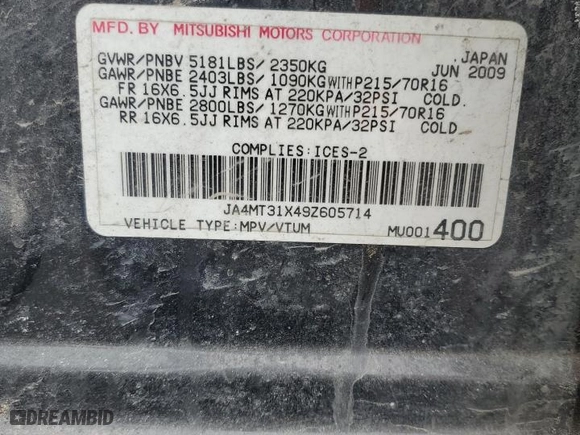 MFD. BY MITSUBISHI MOTORS CORPORATION
GVWR/PNBV 5181LBS/ 2350KG JAPAN
GAWR/PNBE 2403LBS/ 1090KG WITH P215/70R16 JUN 2009
FR 16X6.5JJ RIMS AT 220KPA/32PSI COLD.
GAWR/PNBE 2800LBS/ 1270KG WITH P215/70R16
RR 16X6.5JJ RIMS AT 220KPA/32PSI COLD.
COMPLIES:ICES-2
JA4MT31X49Z605714
VEHICLE TYPE:MPV/VTUM MU001400
DREAMBID